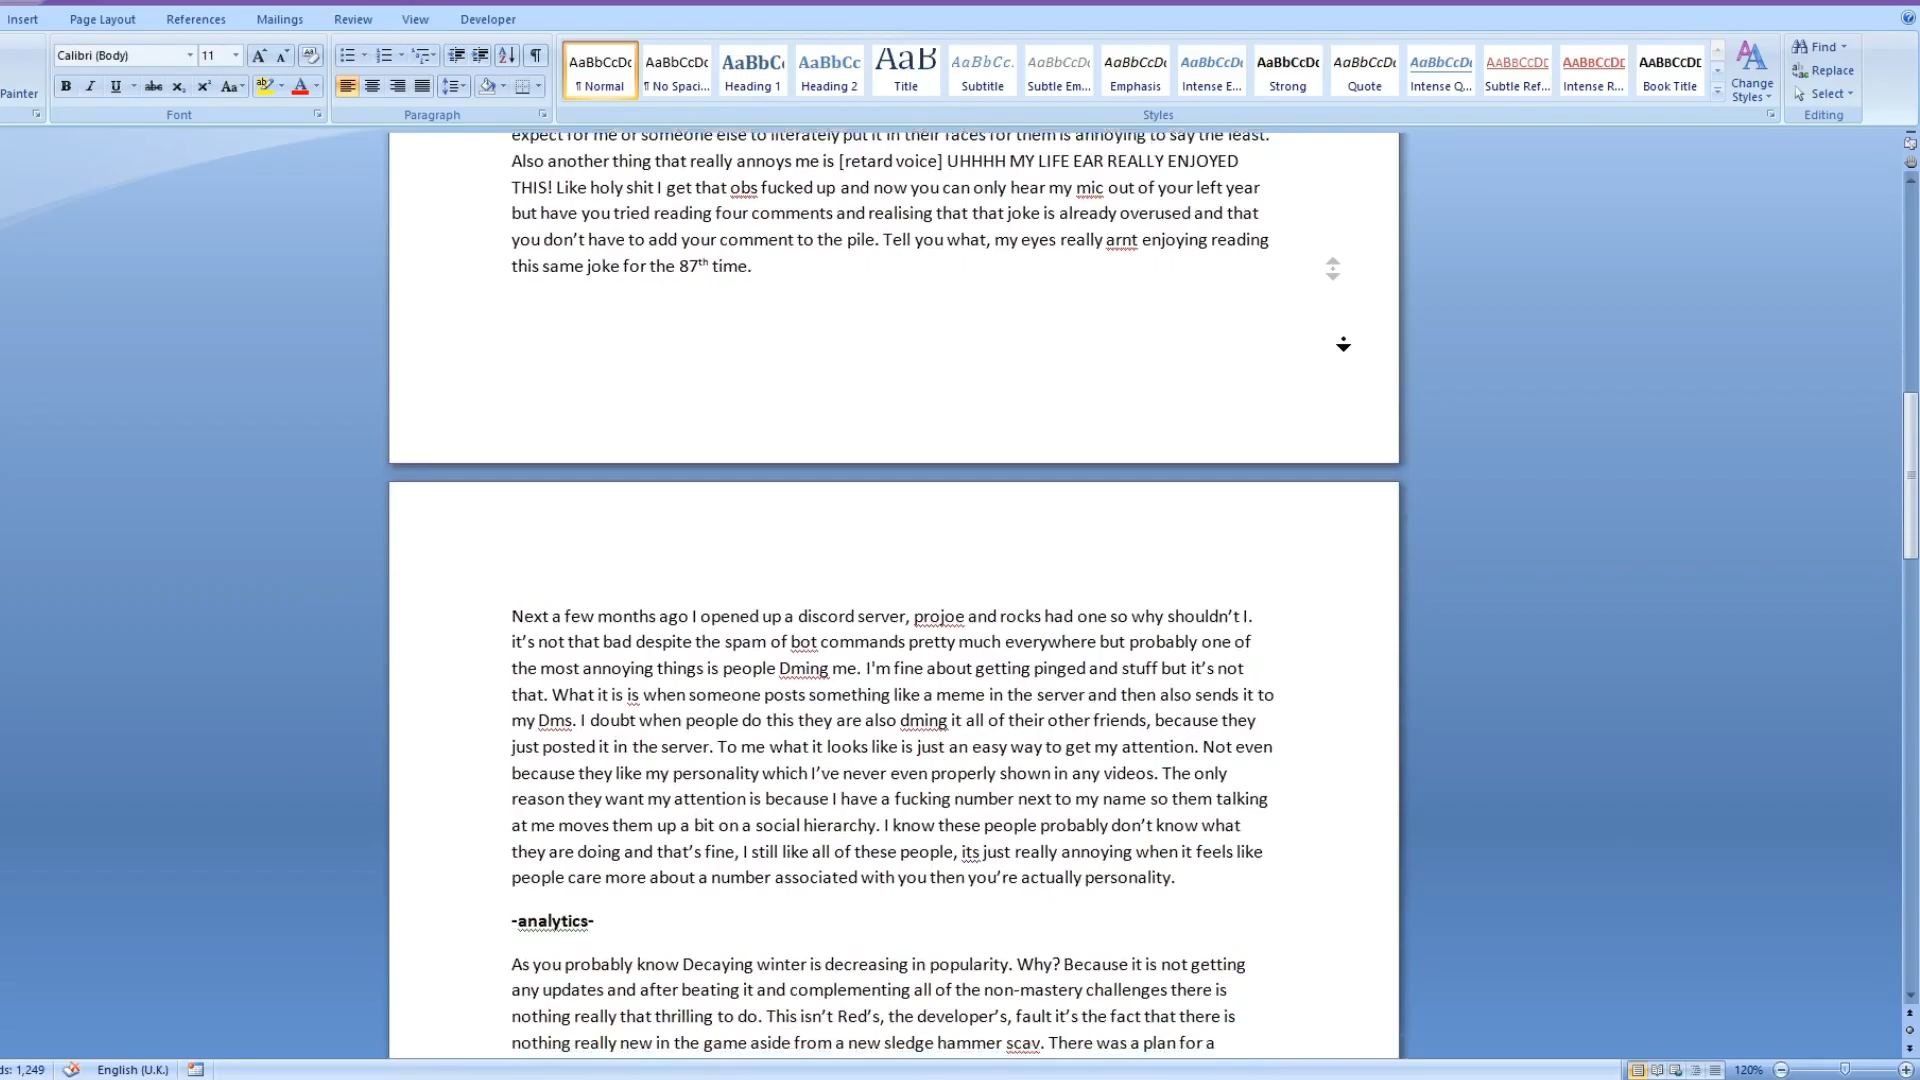 Insert Page Layout References Mailings Review View Developer
Calibri (Body) 11
AaBbCcDc AaBbCcDc AaBbC AaBbCc AaB AaBbCc. AaBbCcDc AaBbCcDc AaBbCcDc AaBbCcDc AaBbCcDc AaBbCcDc AaBbCcDc AaBbCcDc AaBbCcDc
Painter
¶ Normal ¶ No Spaci... Heading 1 Heading 2 Title Subtitle Subtle Em... Emphasis Intense E... Strong Quote Intense Q... Subtle Ref... Intense R... Book Title
Change Styles
Find
Replace
Select
Font Paragraph Styles Editing
expect for me or someone else to literately put it in their faces for them is annoying to say the least.
Also another thing that really annoys me is [retard voice] UHHHH MY LIFE EAR REALLY ENJOYED
THIS! Like holy shit I get that obs fucked up and now you can only hear my mic out of your left year
but have you tried reading four comments and realising that that joke is already overused and that
you don’t have to add your comment to the pile. Tell you what, my eyes really arnt enjoying reading
this same joke for the 87th time.
Next a few months ago I opened up a discord server, projoe and rocks had one so why shouldn’t I.
it’s not that bad despite the spam of bot commands pretty much everywhere but probably one of
the most annoying things is people Dming me. I'm fine about getting pinged and stuff but it’s not
that. What it is is when someone posts something like a meme in the server and then also sends it to
my Dms. I doubt when people do this they are also dming it all of their other friends, because they
just posted it in the server. To me what it looks like is just an easy way to get my attention. Not even
because they like my personality which I’ve never even properly shown in any videos. The only
reason they want my attention is because I have a fucking number next to my name so them talking
at me moves them up a bit on a social hierarchy. I know these people probably don’t know what
they are doing and that’s fine, I still like all of these people, its just really annoying when it feels like
people care more about a number associated with you then you’re actually personality.
-analytics-
As you probably know Decaying winter is decreasing in popularity. Why? Because it is not getting
any updates and after beating it and complementing all of the non-mastery challenges there is
nothing really that thrilling to do. This isn’t Red’s, the developer’s, fault it’s the fact that there is
nothing really new in the game aside from a new sledge hammer scav. There was a plan for a
ds: 1,249 English (U.K.) 120%